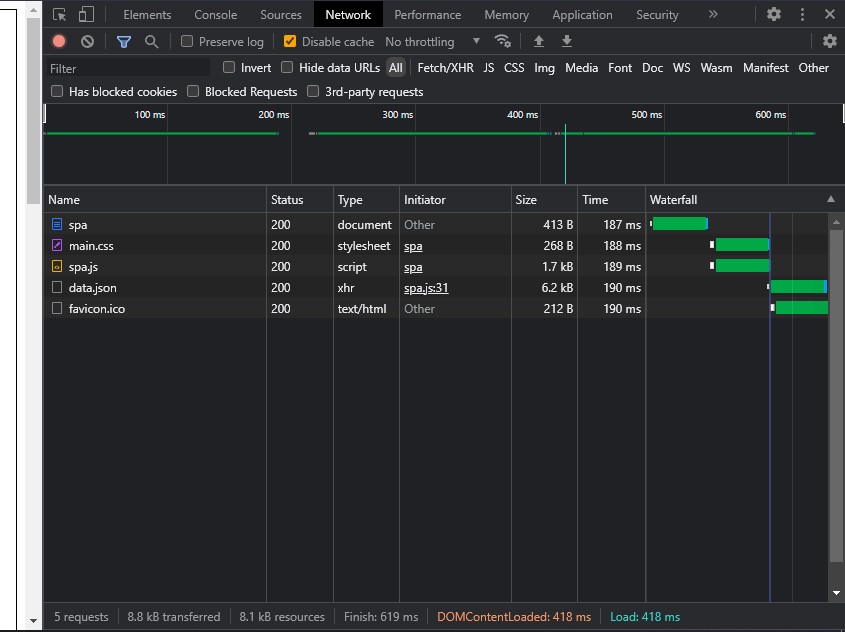 Elements Console Sources Network Performance Memory Application Security »
Preserve log Disable cache No throttling
Filter Invert Hide data URLs All Fetch/XHR JS CSS Img Media Font Doc WS Wasm Manifest Other
Has blocked cookies Blocked Requests 3rd-party requests
100 ms 200 ms 300 ms 400 ms 500 ms 600 ms
Name Status Type Initiator Size Time Waterfall
spa 200 document Other 413 B 187 ms
main.css 200 stylesheet spa 268 B 188 ms
spa.js 200 script spa 1.7 kB 189 ms
data.json 200 xhr spa.js:31 6.2 kB 190 ms
favicon.ico 200 text/html Other 212 B 190 ms
5 requests 8.8 kB transferred 8.1 kB resources Finish: 619 ms DOMContentLoaded: 418 ms Load: 418 ms